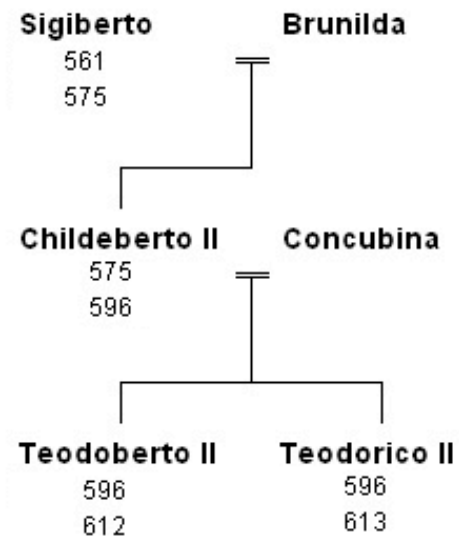 Sigiberto Brunilda
561
575
Childeberto II Concubina
575
596
Teodoberto II Teodorico II
596 596
612 613